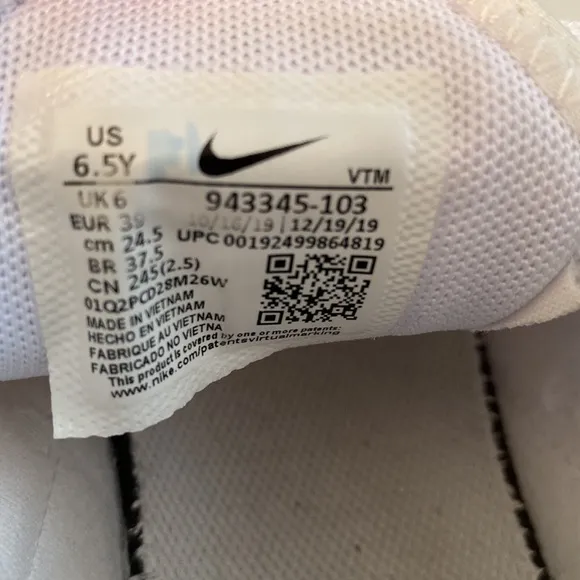 US
6.5Y
VTM
UK 6
943345-103
EUR 39
10/16/19 | 12/19/19
cm 24.5
UPC 00192499864819
BR 37.5
CN 245(2.5)
01Q2PCD28M26W
MADE IN VIETNAM
HECHO EN VIETNAM
FABRIQUE AU VIETNAM
FABRICADO NO VIETNA
This product is covered by one or more patents:
www.nike.com/patentsvirtualmarking